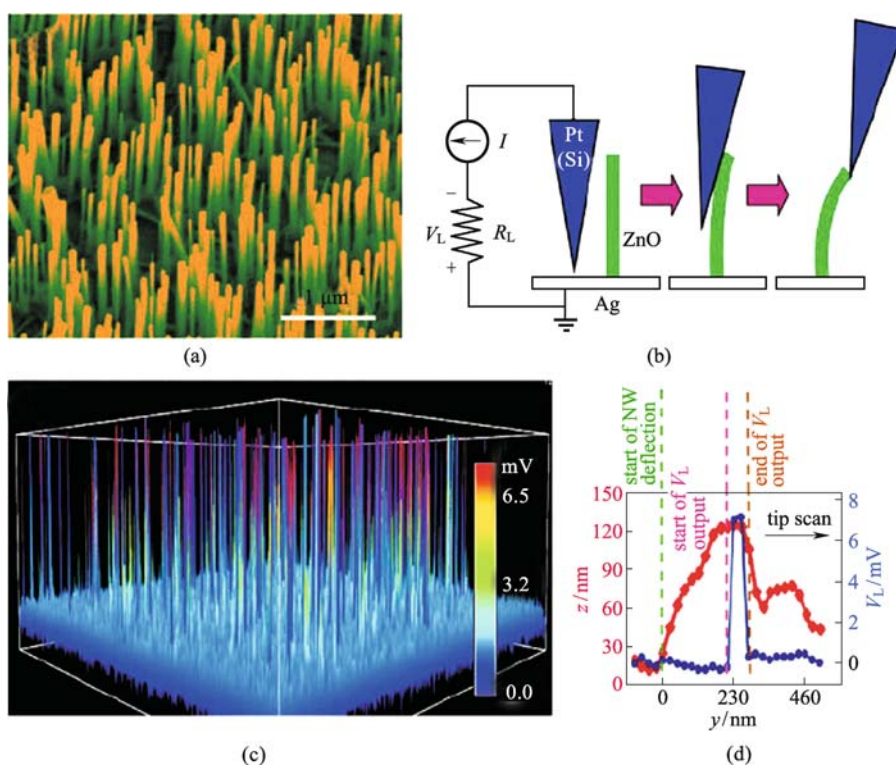 1 μm
(a)
I
−
V_L
R_L
+
Pt
(Si)
ZnO
Ag
(b)
mV
6.5
3.2
0.0
(c)
start of NW
deflection
start of V_L
output
end of V_L
output
tip scan
z/nm
150
120
90
60
30
0
V_L/mV
8
6
4
2
0
0
230
460
y/nm
(d)